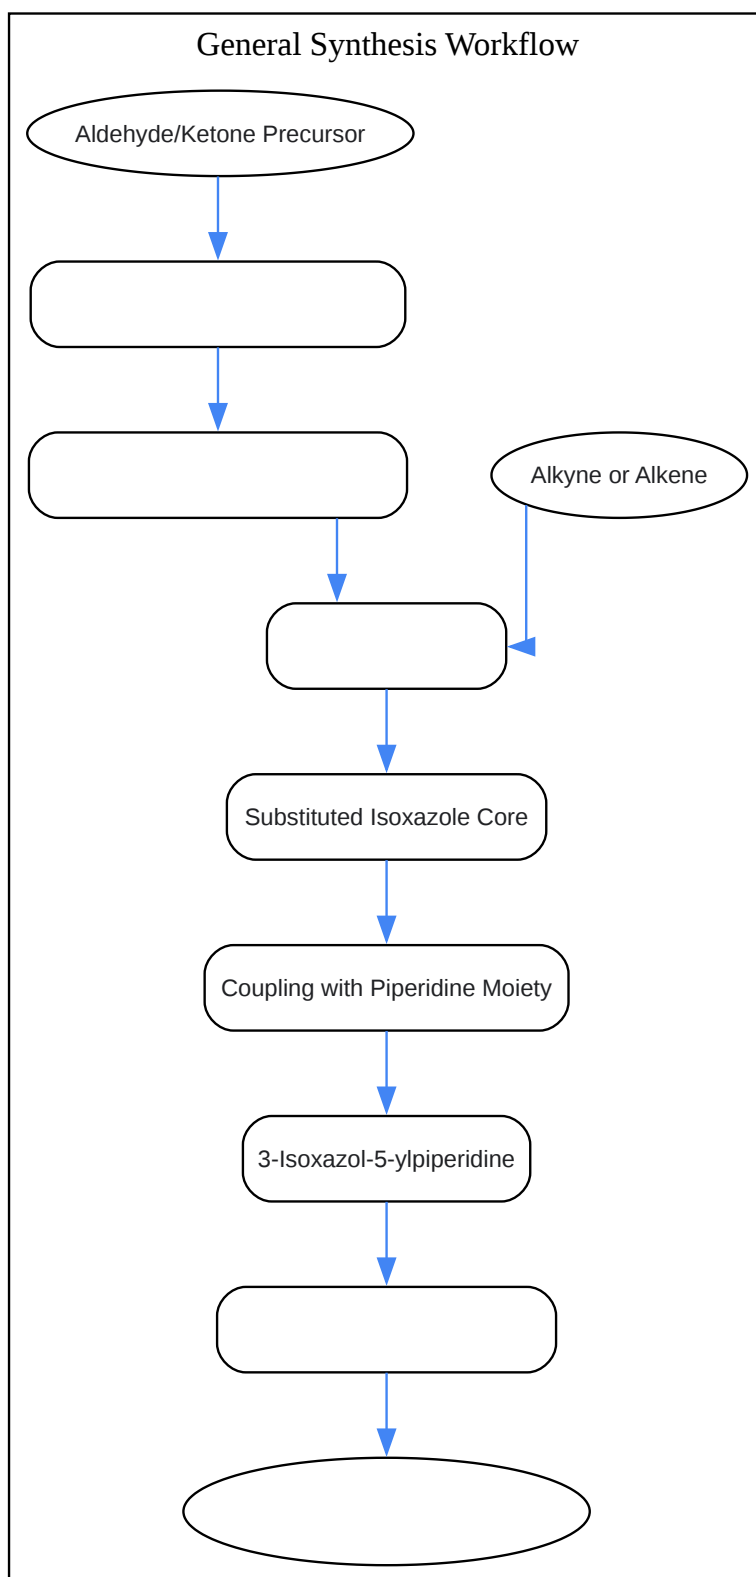 General Synthesis Workflow
Aldehyde/Ketone Precursor
Alkyne or Alkene
Substituted Isoxazole Core
Coupling with Piperidine Moiety
3-Isoxazol-5-ylpiperidine